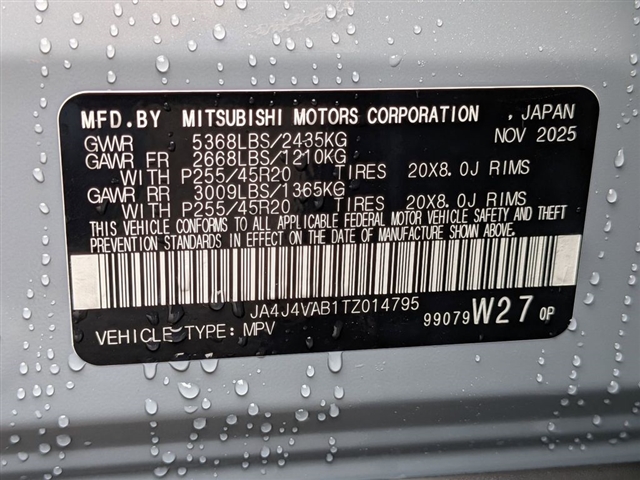 MFD.BY MITSUBISHI MOTORS CORPORATION , JAPAN
GVWR 5368LBS/2435KG NOV 2025
GAWR FR 2668LBS/1210KG
WITH P255/45R20 TIRES 20X8.0J RIMS
GAWR RR 3009LBS/1365KG
WITH P255/45R20 TIRES 20X8.0J RIMS
THIS VEHICLE CONFORMS TO ALL APPLICABLE FEDERAL MOTOR VEHICLE SAFETY AND THEFT
PREVENTION STANDARDS IN EFFECT ON THE DATE OF MANUFACTURE SHOWN ABOVE.
JA4J4VAB1TZ014795
99079 W27 0P
VEHICLE TYPE: MPV